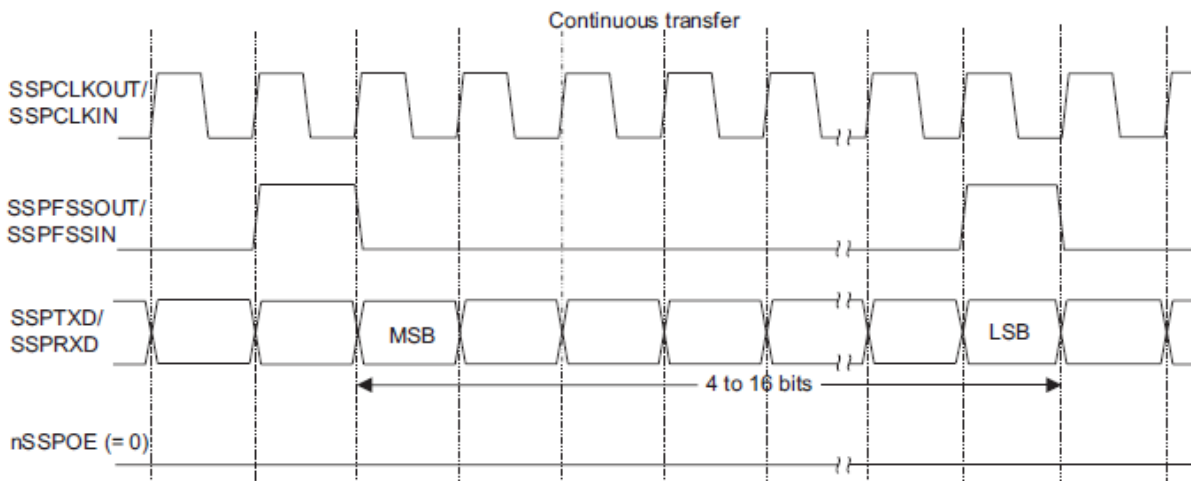 Continuous transfer
SSPCLKOUT/
SSPCLKIN
SSPFSSOUT/
SSPFSSIN
SSPTXD/
SSPRXD
MSB
LSB
4 to 16 bits
nSSPOE (= 0)